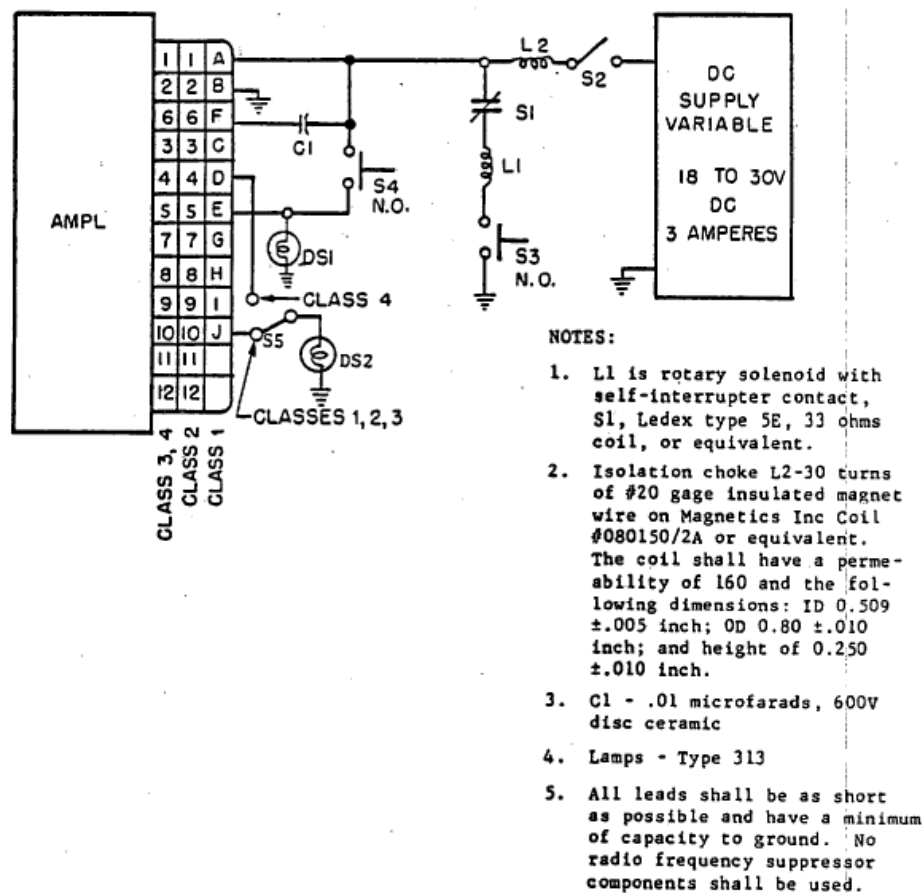 AMPL
1 1 A
2 2 B
6 6 F
3 3 C
4 4 D
5 5 E
7 7 G
8 8 H
9 9 I
10 10 J
11 11
12 12
CLASS 3, 4
CLASS 2
CLASS 1
C1
S4
N.O.
DS1
CLASS 4
S5
DS2
CLASSES 1, 2, 3
L2
S2
S1
L1
S3
N.O.
DC
SUPPLY
VARIABLE
18 TO 30V
DC
3 AMPERES
NOTES:
1. L1 is rotary solenoid with
self-interrupter contact,
S1, Ledex type 5E, 33 ohms
coil, or equivalent.
2. Isolation choke L2-30 turns
of #20 gage insulated magnet
wire on Magnetics Inc Coil
#080150/2A or equivalent.
The coil shall have a perme-
ability of 160 and the fol-
lowing dimensions: ID 0.509
±.005 inch; OD 0.80 ±.010
inch; and height of 0.250
±.010 inch.
3. C1 - .01 microfarads, 600V
disc ceramic
4. Lamps - Type 313
5. All leads shall be as short
as possible and have a minimum
of capacity to ground. No
radio frequency suppressor
components shall be used.